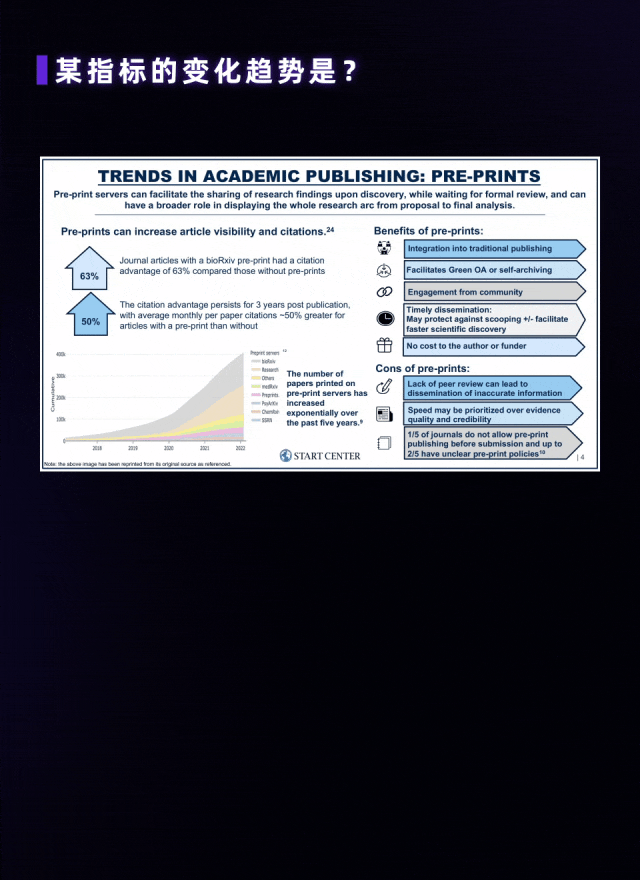 某指标的变化趋势是？
TRENDS IN ACADEMIC PUBLISHING: PRE-PRINTS
Pre-print servers can facilitate the sharing of research findings upon discovery, while waiting for formal review, and can
have a broader role in displaying the whole research arc from proposal to final analysis.
Pre-prints can increase article visibility and citations.24
63%
Journal articles with a bioRxiv pre-print had a citation
advantage of 63% compared those without pre-prints
50%
The citation advantage persists for 3 years post publication,
with average monthly per paper citations ~50% greater for
articles with a pre-print than without
Cumulative
400k
300k
200k
100k
0
2018
2019
2020
2021
2022
Preprint servers
bioRxiv
Research
Others
medRxiv
Preprints
PsyArXiv
ChemRxiv
SSRN
The number of
papers printed on
pre-print servers has
increased
exponentially over
the past five years.9
START CENTER
Note: the above image has been reprinted from its original source as referenced.
Benefits of pre-prints:
Integration into traditional publishing
Facilitates Green OA or self-archiving
Engagement from community
Timely dissemination:
May protect against scooping +/- facilitate
faster scientific discovery
No cost to the author or funder
Cons of pre-prints:
Lack of peer review can lead to
dissemination of inaccurate information
Speed may be prioritized over evidence
quality and credibility
1/5 of journals do not allow pre-print
publishing before submission and up to
2/5 have unclear pre-print policies10
| 4